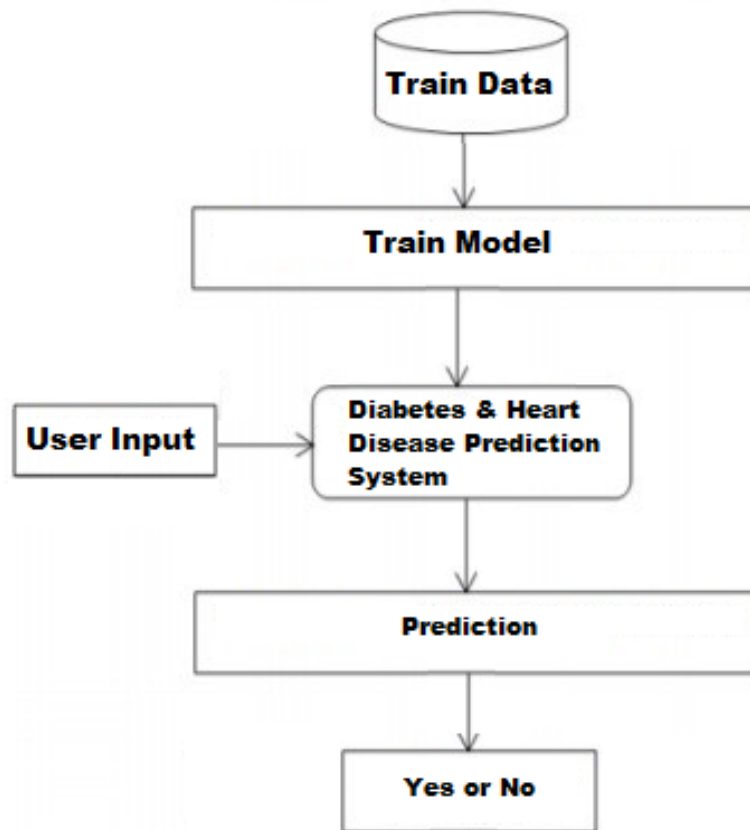 Train Data
Train Model
Diabetes & Heart
Disease Prediction
System
User Input
Prediction
Yes or No